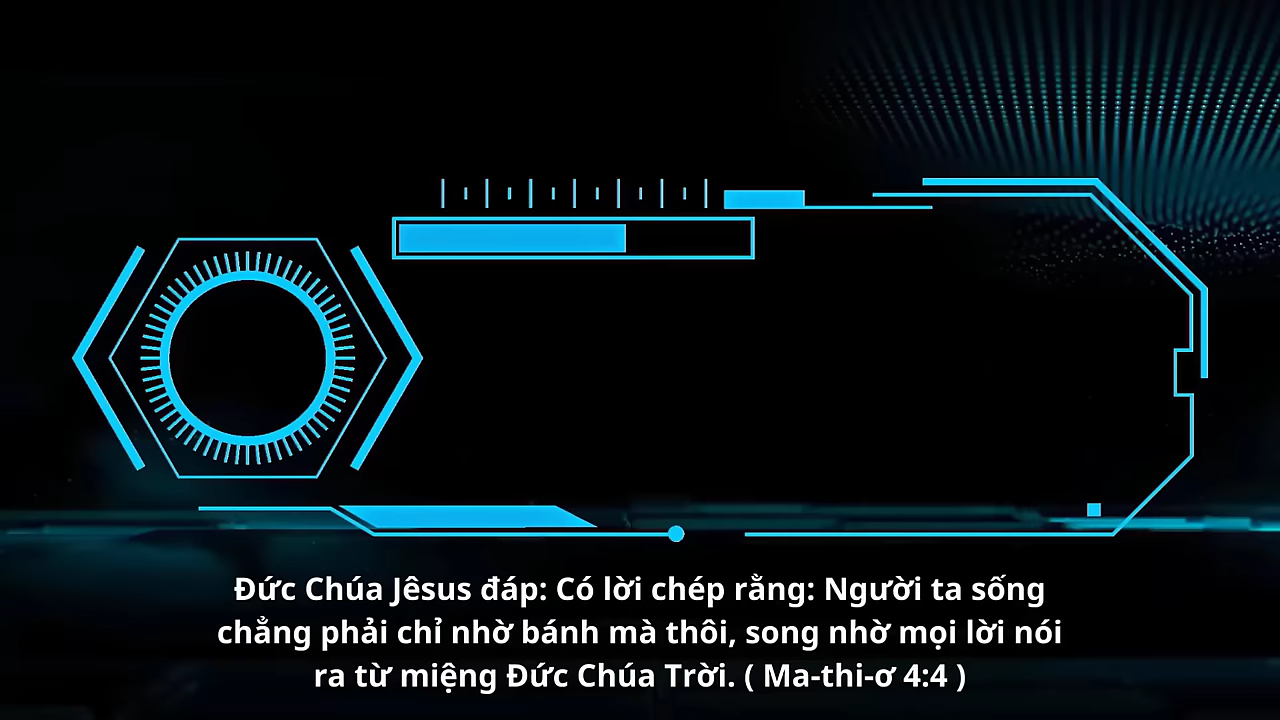 Đức Chúa Jêsus đáp: Có lời chép rằng: Người ta sống
chẳng phải chỉ nhờ bánh mà thôi, song nhờ mọi lời nói
ra từ miệng Đức Chúa Trời. ( Ma-thi-ơ 4:4 )